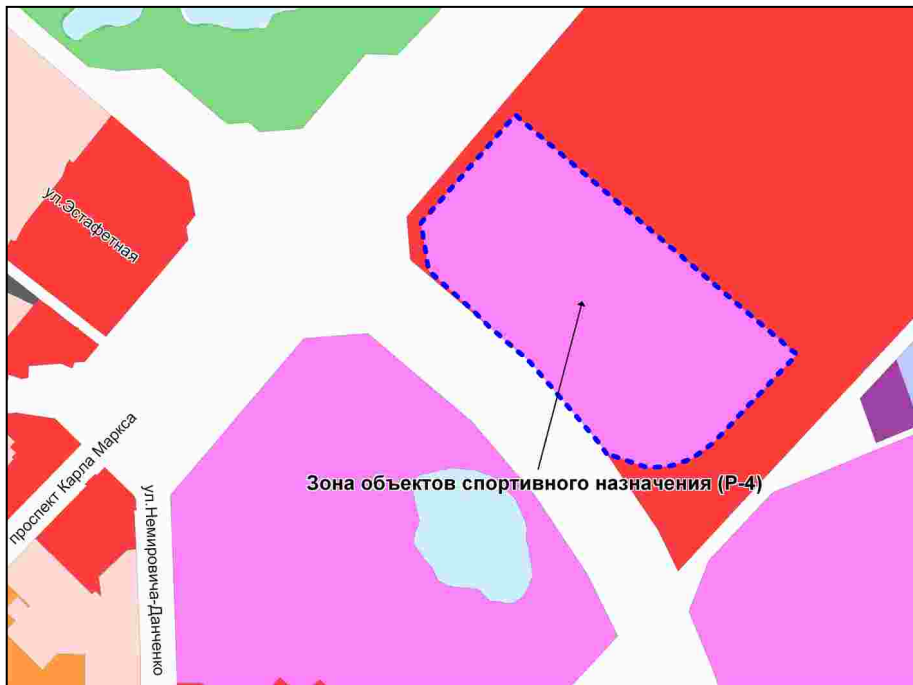 ул.Эстафетная
проспект Карла Маркса
ул.Немировича-Данченко
Зона объектов спортивного назначения (Р-4)